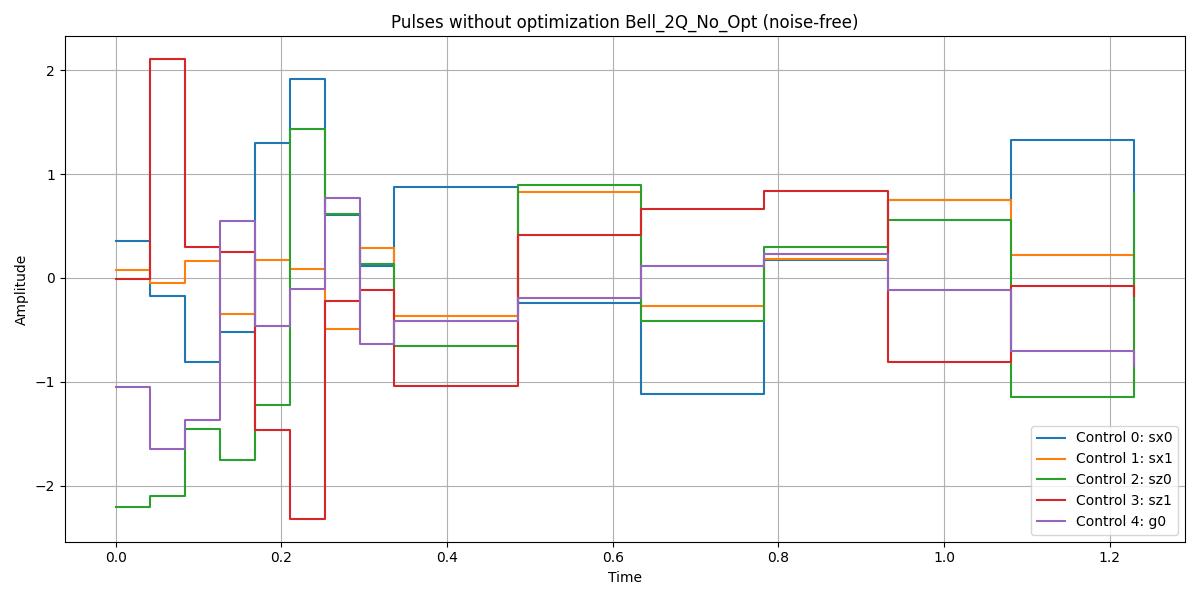 Pulses without optimization Bell_2Q_No_Opt (noise-free)
Amplitude
2
1
0
−1
−2
0.0 0.2 0.4 0.6 0.8 1.0 1.2
Time
Control 0: sx0
Control 1: sx1
Control 2: sz0
Control 3: sz1
Control 4: g0